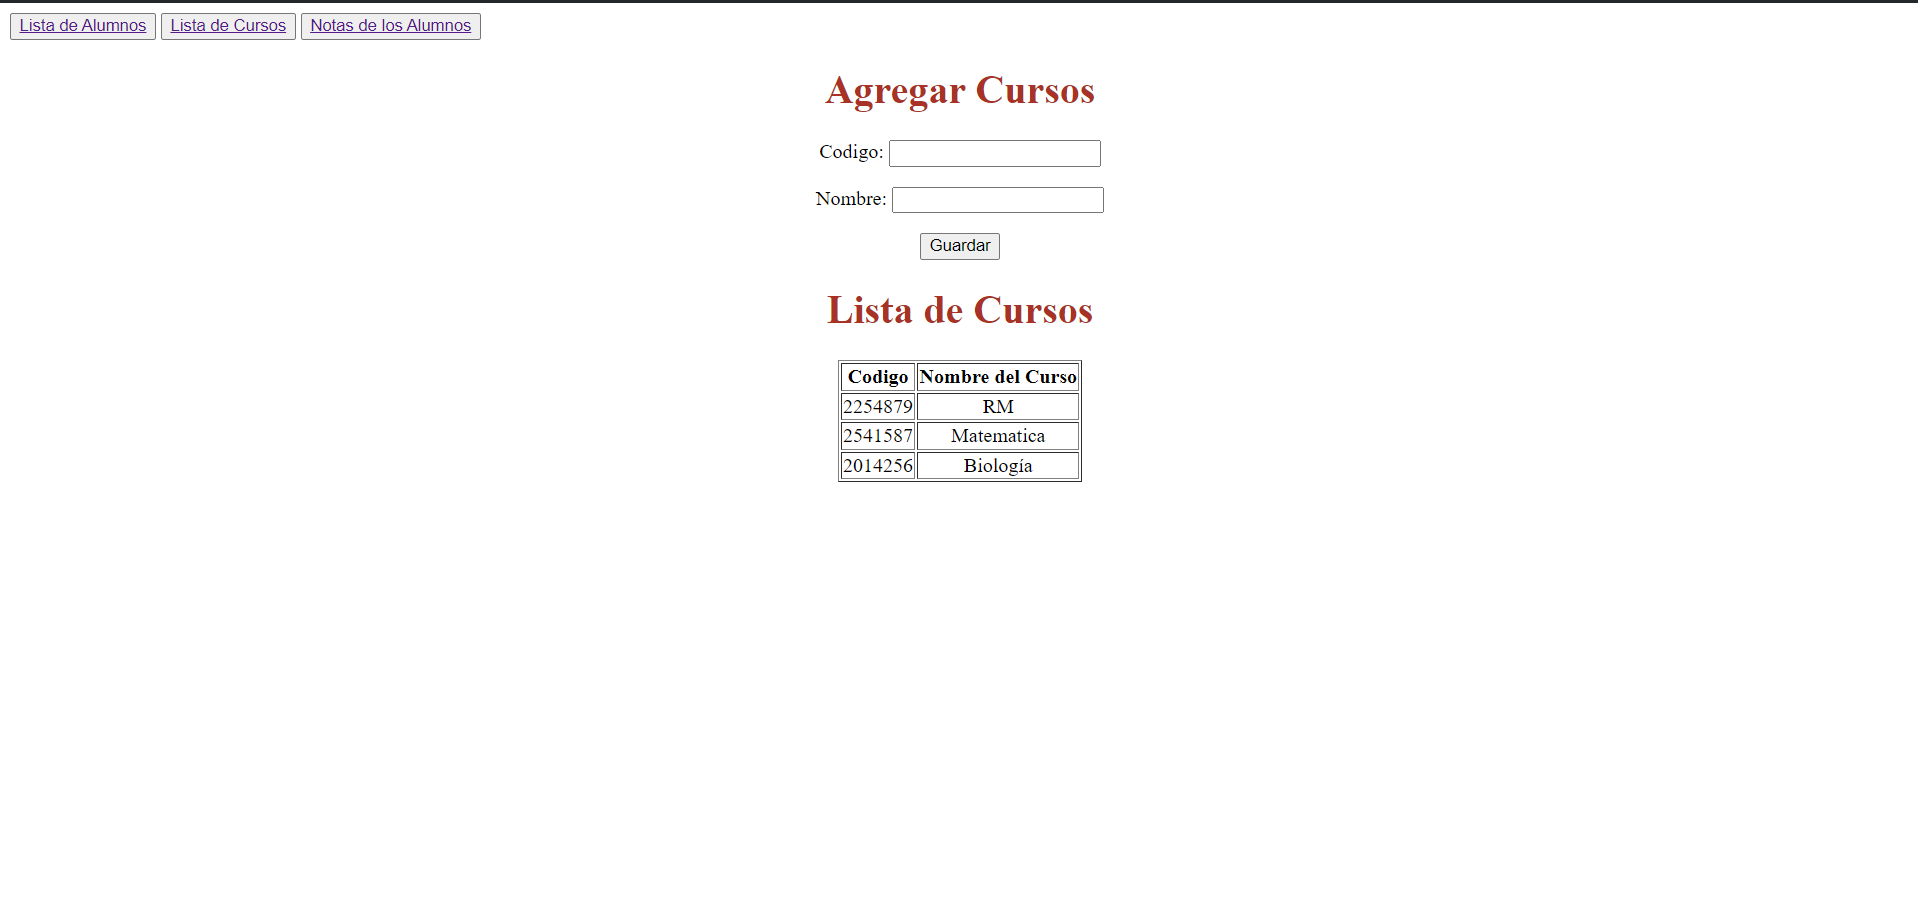 Lista de Alumnos Lista de Cursos Notas de los Alumnos
Agregar Cursos
Codigo:
Nombre:
Guardar
Lista de Cursos
Codigo Nombre del Curso
2254879 RM
2541587 Matematica
2014256 Biología